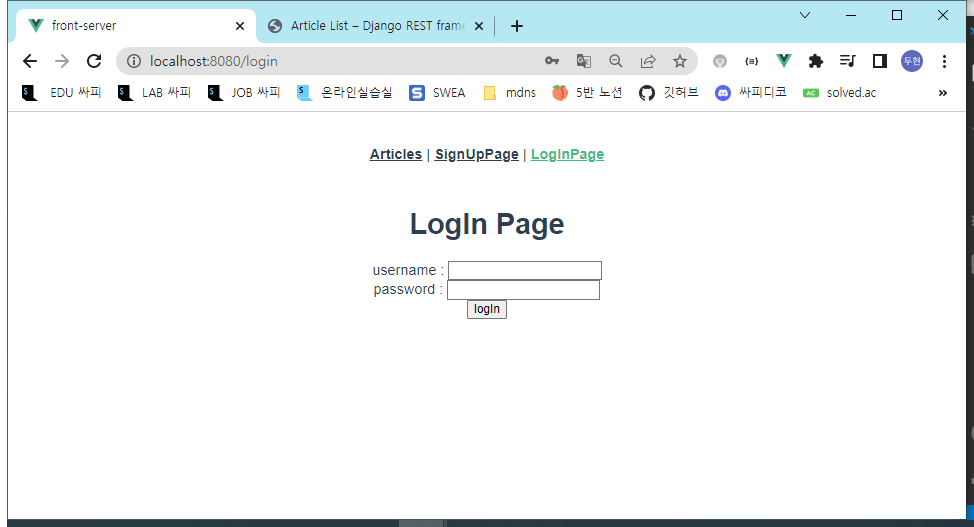 front-server
Article List – Django REST frame
localhost:8080/login
두현
EDU 싸피 LAB 싸피 JOB 싸피 온라인실습실 SWEA mdns 5반 노션 깃허브 싸피디코 AC solved.ac »
Articles | SignUpPage | LogInPage
LogIn Page
username :
password :
logIn